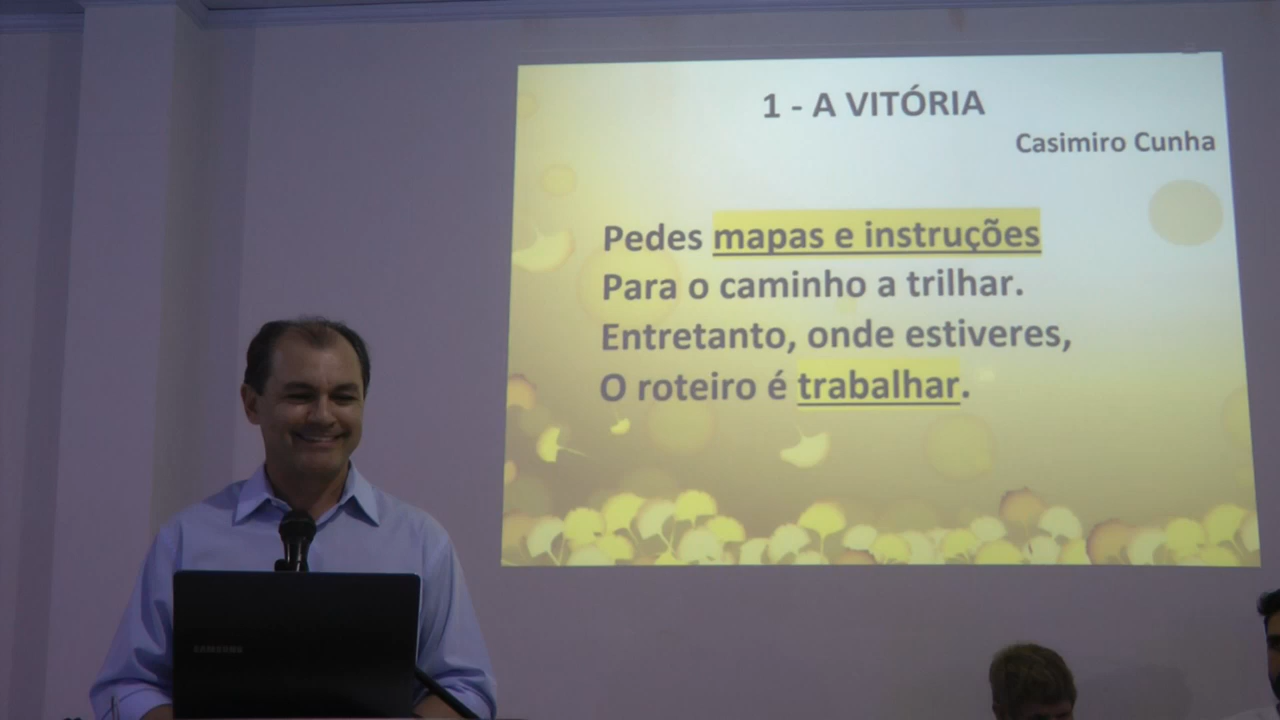 1 - A VITÓRIA
Casimiro Cunha
Pedes mapas e instruções
Para o caminho a trilhar.
Entretanto, onde estiveres,
O roteiro é trabalhar.
SAMSUNG